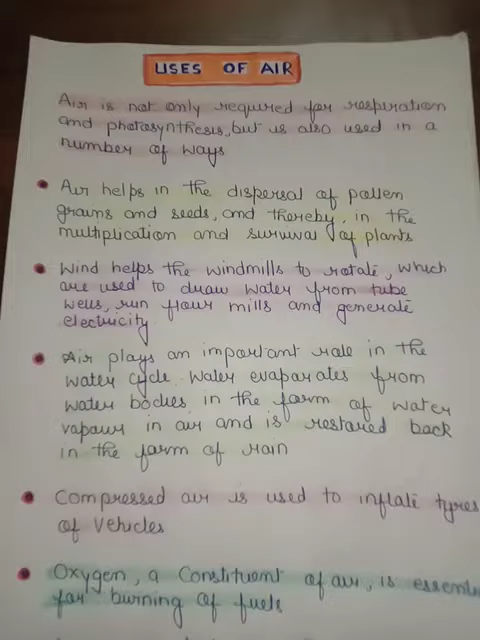 USES OF AIR
Air is not only required for respiration
and photosynthesis, but is also used in a
number of ways
Air helps in the dispersal of pollen
grains and seeds, and thereby, in the
multiplication and survival of plants
Wind helps the windmills to rotate, which
are used to draw water from tube
wells, run flour mills and generate
electricity
Air plays an important role in the
water cycle. Water evaporates from
water bodies in the form of water
vapour in air and is restored back
in the form of rain
Compressed air is used to inflate tyres
of vehicles
Oxygen, a constituent of air, is essenti
for burning of fuels